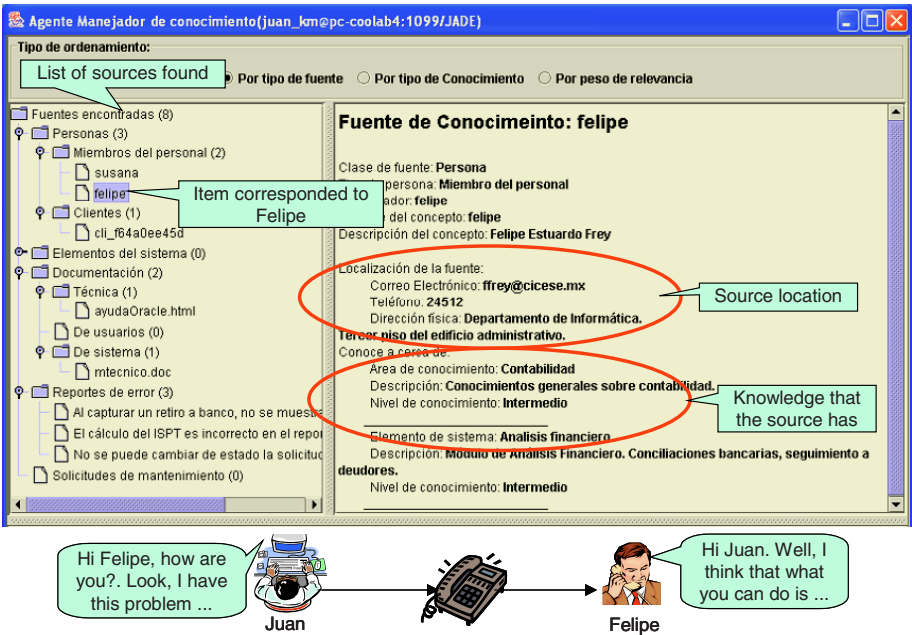 Agente Manejador de conocimiento(juan_km@pc-coolab4:1099/JADE)
Tipo de ordenamiento:
List of sources found
Por tipo de fuente
Por tipo de Conocimiento
Por peso de relevancia
Fuentes encontradas (8)
Personas (3)
Miembros del personal (2)
susana
felipe
Item corresponded to
Felipe
Clientes (1)
cli_f64a0ee45d
Elementos del sistema (0)
Documentación (2)
Técnica (1)
ayudaOracle.html
De usuarios (0)
De sistema (1)
mtecnico.doc
Reportes de error (3)
Al capturar un retiro a banco, no se muestra
El cálculo del ISPT es incorrecto en el repor
No se puede cambiar de estado la solicitud
Solicitudes de mantenimiento (0)
Fuente de Conocimeinto: felipe
Clase de fuente: Persona
persona: Miembro del personal
ador: felipe
del concepto: felipe
Descripción del concepto: Felipe Estuardo Frey
Localización de la fuente:
Correo Electrónico: ffrey@cicese.mx
Teléfono: 24512
Dirección física: Departamento de Informática.
Tercer piso del edificio administrativo.
Source location
Conoce a cerca de:
Area de conocimiento: Contabilidad
Descripción: Conocimientos generales sobre contabilidad.
Nivel de conocimiento: Intermedio
Knowledge that
the source has
Elemento de sistema: Analisis financiero
Descripción: Módulo de Análisis Financiero. Conciliaciones bancarias, seguimiento a
deudores.
Nivel de conocimiento: Intermedio
Hi Felipe, how are
you?. Look, I have
this problem ...
Juan
Hi Juan. Well, I
think that what
you can do is ...
Felipe